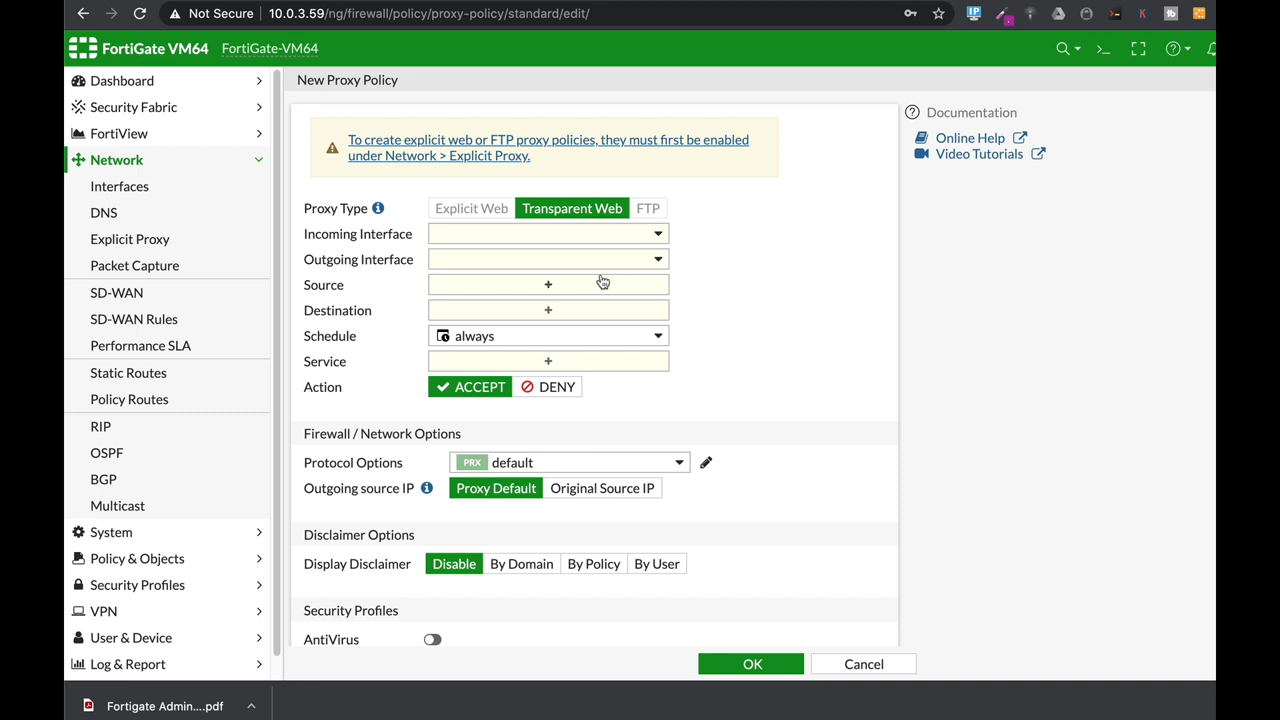 Not Secure | 10.0.3.59/ng/firewall/policy/proxy-policy/standard/edit/
IP
K
tb
FortiGate VM64 FortiGate-VM64
Dashboard
Security Fabric
FortiView
Network
Interfaces
DNS
Explicit Proxy
Packet Capture
SD-WAN
SD-WAN Rules
Performance SLA
Static Routes
Policy Routes
RIP
OSPF
BGP
Multicast
System
Policy & Objects
Security Profiles
VPN
User & Device
Log & Report
New Proxy Policy
To create explicit web or FTP proxy policies, they must first be enabled
under Network > Explicit Proxy.
Proxy Type Explicit Web Transparent Web FTP
Incoming Interface
Outgoing Interface
Source +
Destination +
Schedule always
Service +
Action ACCEPT DENY
Firewall / Network Options
Protocol Options PRX default
Outgoing source IP Proxy Default Original Source IP
Disclaimer Options
Display Disclaimer Disable By Domain By Policy By User
Security Profiles
AntiVirus
OK Cancel
Documentation
Online Help
Video Tutorials
Fortigate Admin....pdf